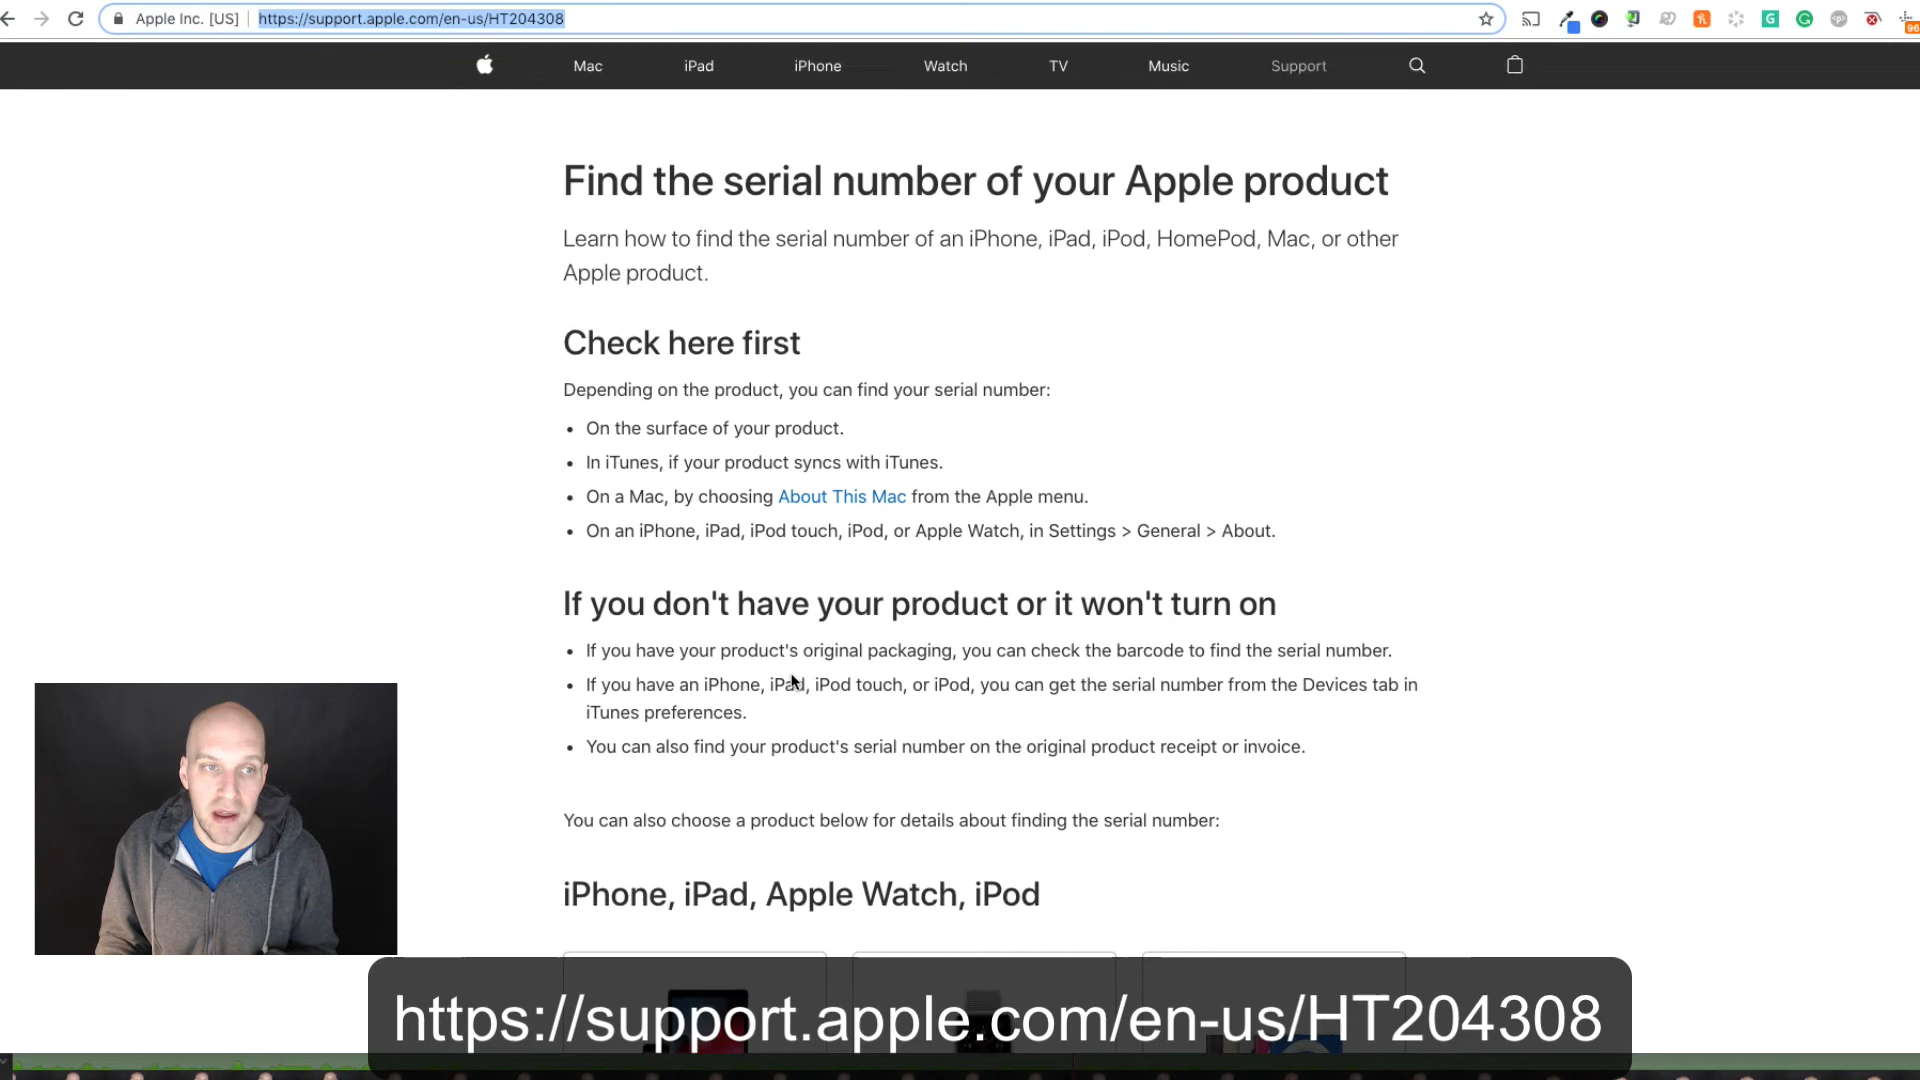 Apple Inc. [US] https://support.apple.com/en-us/HT204308
Mac iPad iPhone Watch TV Music Support
Find the serial number of your Apple product
Learn how to find the serial number of an iPhone, iPad, iPod, HomePod, Mac, or other
Apple product.
Check here first
Depending on the product, you can find your serial number:
• On the surface of your product.
• In iTunes, if your product syncs with iTunes.
• On a Mac, by choosing About This Mac from the Apple menu.
• On an iPhone, iPad, iPod touch, iPod, or Apple Watch, in Settings > General > About.
If you don't have your product or it won't turn on
• If you have your product's original packaging, you can check the barcode to find the serial number.
• If you have an iPhone, iPad, iPod touch, or iPod, you can get the serial number from the Devices tab in
iTunes preferences.
• You can also find your product's serial number on the original product receipt or invoice.
You can also choose a product below for details about finding the serial number:
iPhone, iPad, Apple Watch, iPod
https://support.apple.com/en-us/HT204308